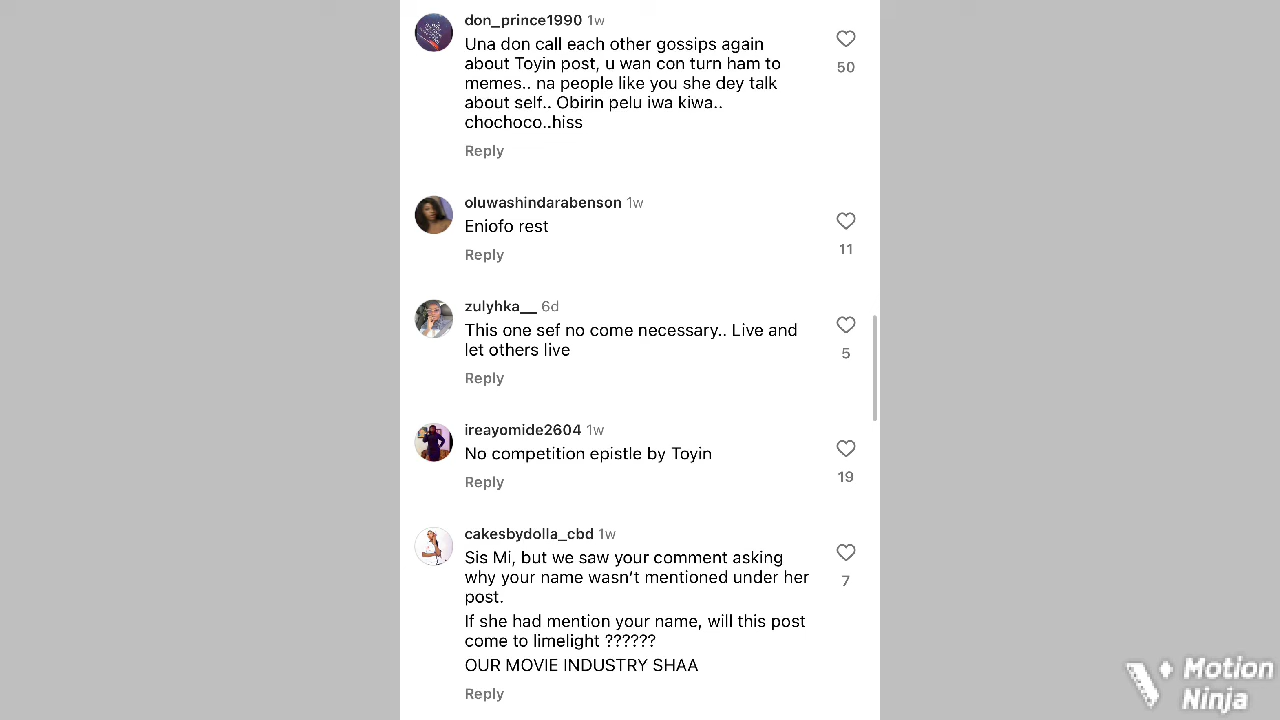 don_prince1990 1w
Una don call each other gossips again
about Toyin post, u wan con turn ham to
memes.. na people like you she dey talk
about self.. Obirin pelu iwa kiwa..
chochoco..hiss
50
Reply
oluwashindarabenson 1w
Eniofo rest
11
Reply
zulyhka__ 6d
This one sef no come necessary.. Live and
let others live
5
Reply
ireayomide2604 1w
No competition epistle by Toyin
19
Reply
cakesbydolla_cbd 1w
Sis Mi, but we saw your comment asking
why your name wasn’t mentioned under her
post.
If she had mention your name, will this post
come to limelight ??????
OUR MOVIE INDUSTRY SHAA
7
Reply
Motion
Ninja